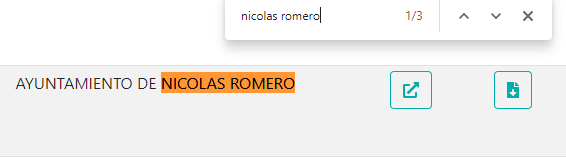 nicolas romero 1/3
AYUNTAMIENTO DE NICOLAS ROMERO